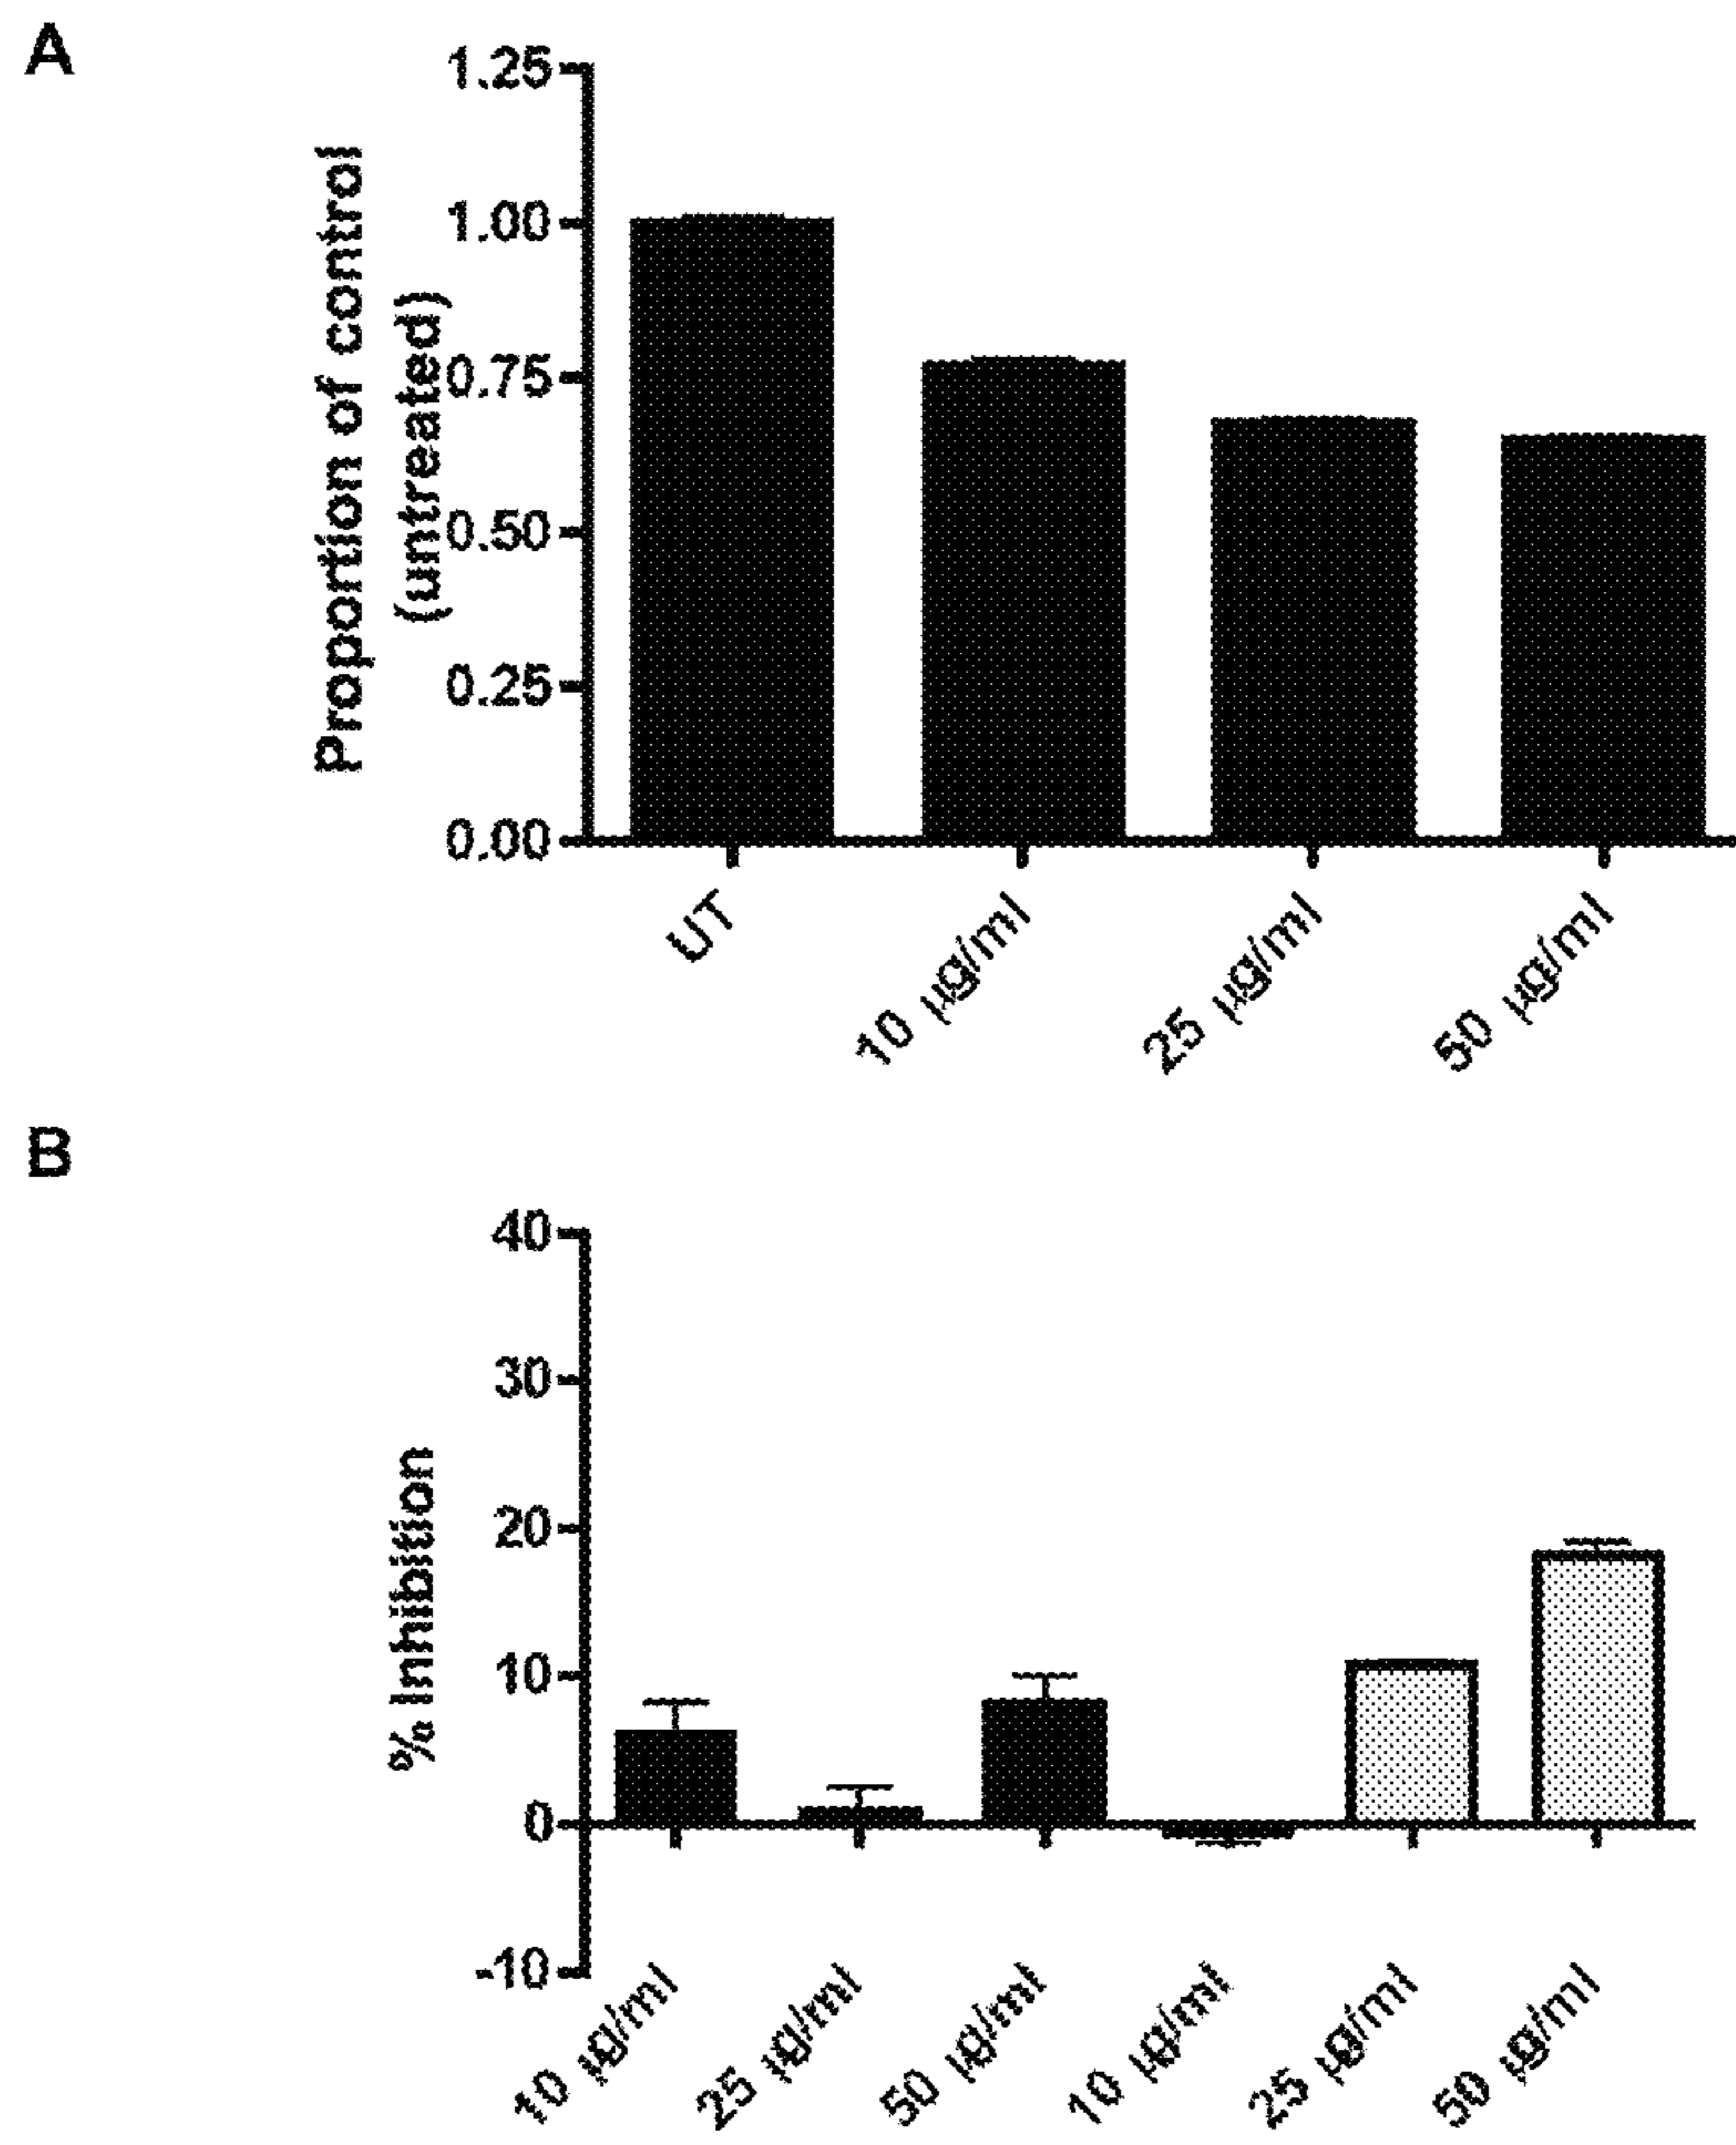 A
Proportion of control
(untreated)
1.25
1.00
0.75
0.50
0.25
0.00
UT
10 µg/ml
25 µg/ml
50 µg/ml
B
% Inhibition
40
30
20
10
0
-10
10 µg/ml
25 µg/ml
50 µg/ml
10 µg/ml
25 µg/ml
50 µg/ml